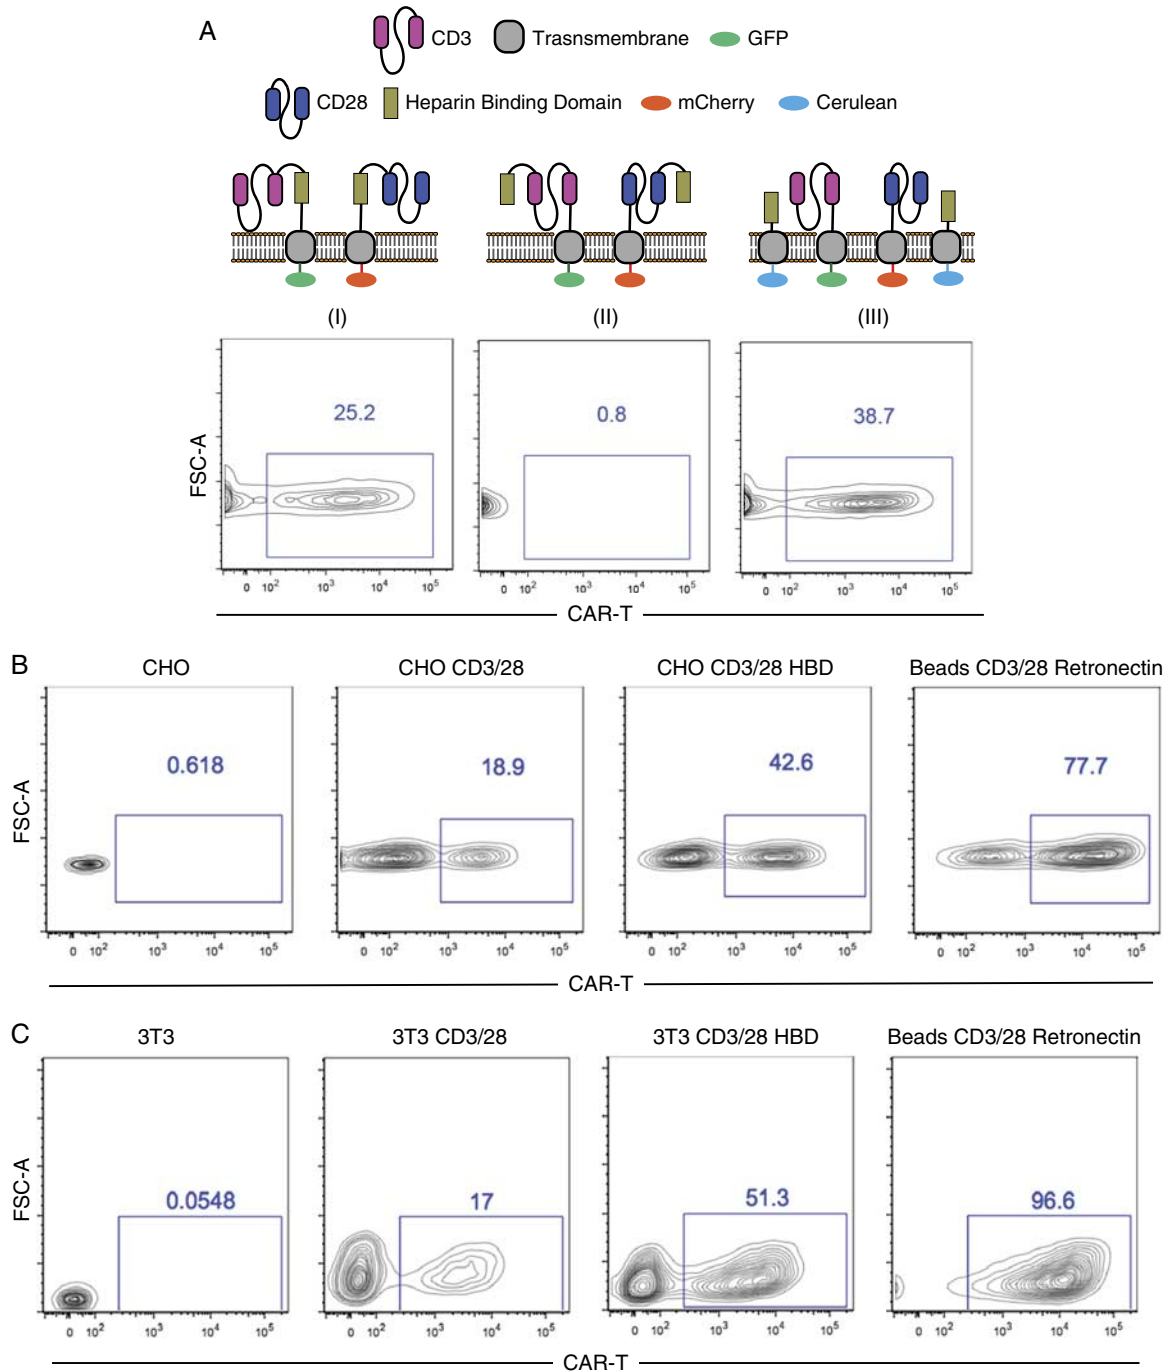 A
CD3 Trasnsmembrane GFP
CD28 Heparin Binding Domain mCherry Cerulean
(I) (II) (III)
25.2 0.8 38.7
FSC-A
0 10² 10³ 10⁴ 10⁵ 0 10² 10³ 10⁴ 10⁵ 0 10² 10³ 10⁴ 10⁵
CAR-T
B
CHO CHO CD3/28 CHO CD3/28 HBD Beads CD3/28 Retronectin
0.618 18.9 42.6 77.7
FSC-A
0 10² 10³ 10⁴ 10⁵ 0 10² 10³ 10⁴ 10⁵ 0 10² 10³ 10⁴ 10⁵ 0 10² 10³ 10⁴ 10⁵
CAR-T
C
3T3 3T3 CD3/28 3T3 CD3/28 HBD Beads CD3/28 Retronectin
0.0548 17 51.3 96.6
FSC-A
0 10² 10³ 10⁴ 10⁵ 0 10² 10³ 10⁴ 10⁵ 0 10² 10³ 10⁴ 10⁵ 0 10² 10³ 10⁴ 10⁵
CAR-T